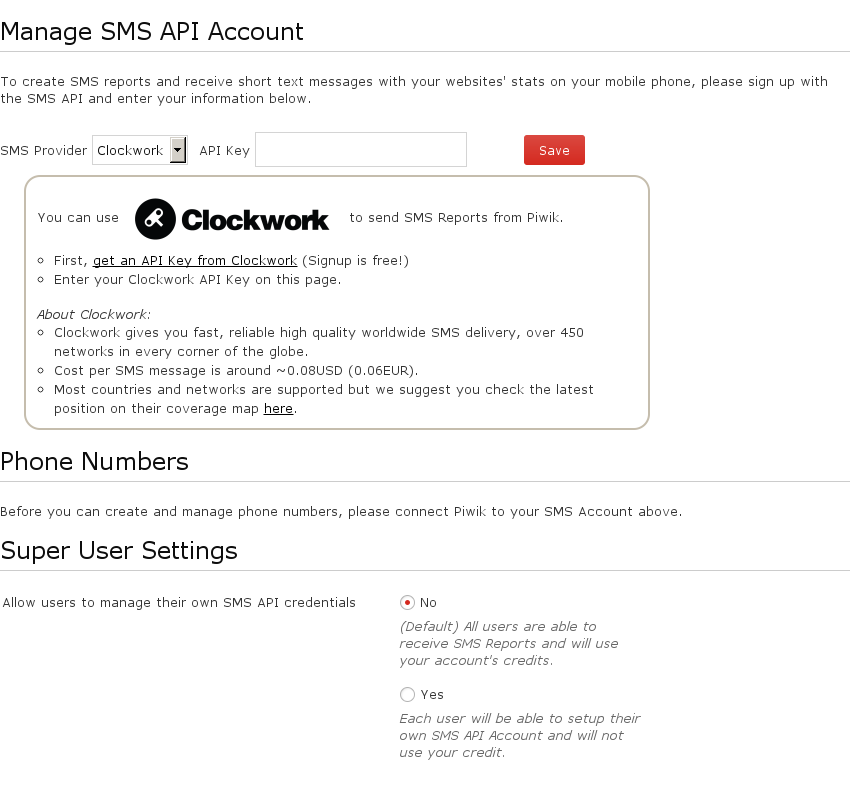 Manage SMS API Account
To create SMS reports and receive short text messages with your websites' stats on your mobile phone, please sign up with
the SMS API and enter your information below.
SMS Provider Clockwork API Key Save
You can use Clockwork to send SMS Reports from Piwik.
First, get an API Key from Clockwork (Signup is free!)
Enter your Clockwork API Key on this page.
About Clockwork:
Clockwork gives you fast, reliable high quality worldwide SMS delivery, over 450
networks in every corner of the globe.
Cost per SMS message is around ~0.08USD (0.06EUR).
Most countries and networks are supported but we suggest you check the latest
position on their coverage map here.
Phone Numbers
Before you can create and manage phone numbers, please connect Piwik to your SMS Account above.
Super User Settings
Allow users to manage their own SMS API credentials No
(Default) All users are able to
receive SMS Reports and will use
your account's credits.
Yes
Each user will be able to setup their
own SMS API Account and will not
use your credit.